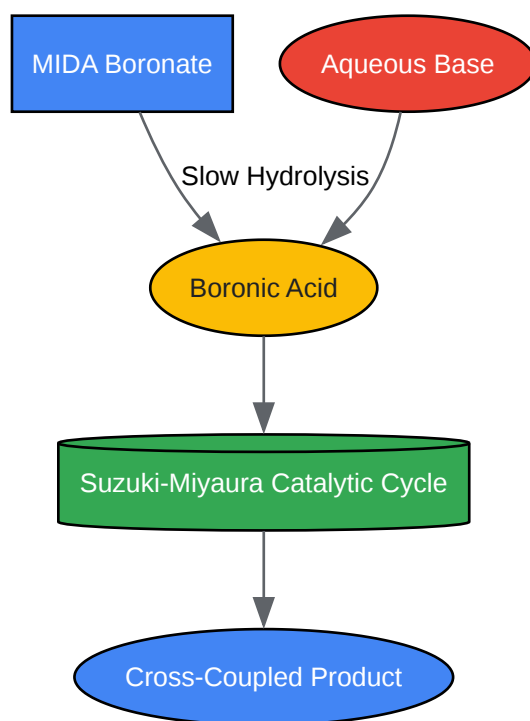 MIDA Boronate
Aqueous Base
Slow Hydrolysis
Boronic Acid
Suzuki-Miyaura Catalytic Cycle
Cross-Coupled Product